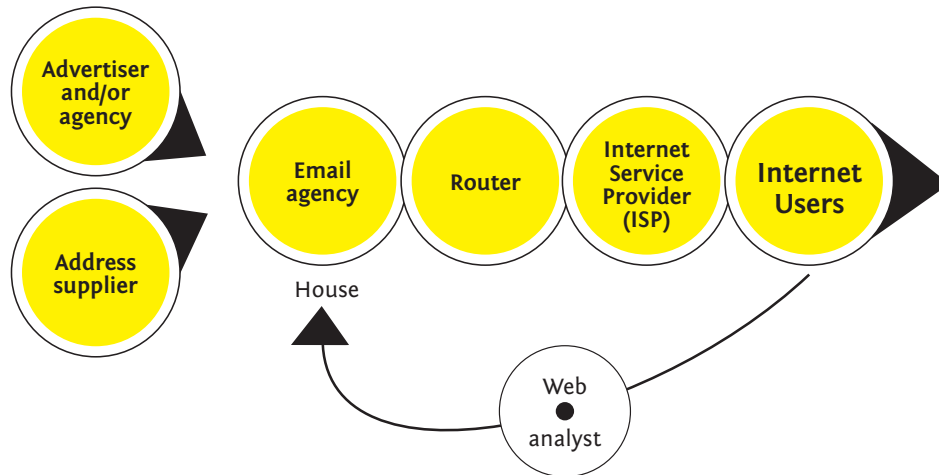 Advertiser
and/or
agency
Address
supplier
Email
agency
Router
Internet
Service
Provider
(ISP)
Internet
Users
House
Web
analyst